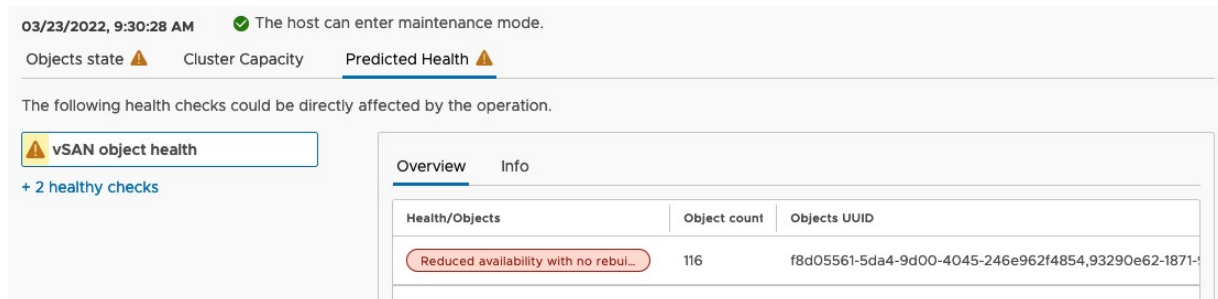 03/23/2022, 9:30:28 AM The host can enter maintenance mode.
Objects state Cluster Capacity Predicted Health
The following health checks could be directly affected by the operation.
vSAN object health
+ 2 healthy checks
Overview Info
Health/Objects Object count Objects UUID
Reduced availability with no rebui... 116 f8d05561-5da4-9d00-4045-246e962f4854,93290e62-1871-